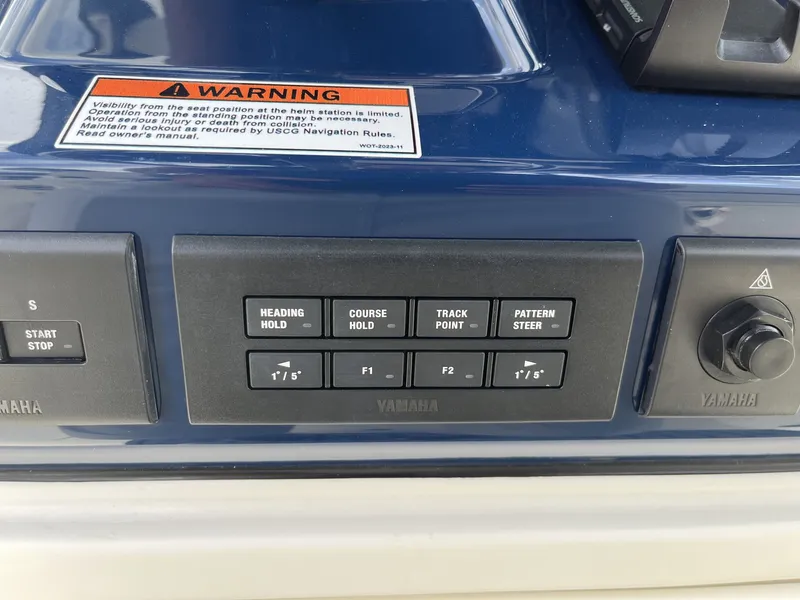 WARNING
Visibility from the seat position at the helm station is limited.
Operation from the standing position may be necessary.
Avoid serious injury or death from collision.
Maintain a lookout as required by USCG Navigation Rules.
Read owner's manual.
WOT-2023-11
S
START
STOP
HEADING
HOLD
COURSE
HOLD
TRACK
POINT
PATTERN
STEER
1°/5°
F1
F2
1°/5°
MAHA
YAMAHA
YAMAHA